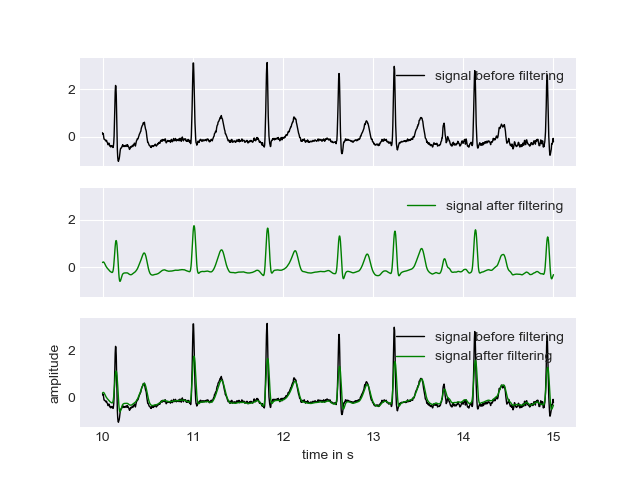 signal before filtering
2
0
signal after filtering
2
0
signal before filtering
signal after filtering
2
0
amplitude
10 11 12 13 14 15
time in s